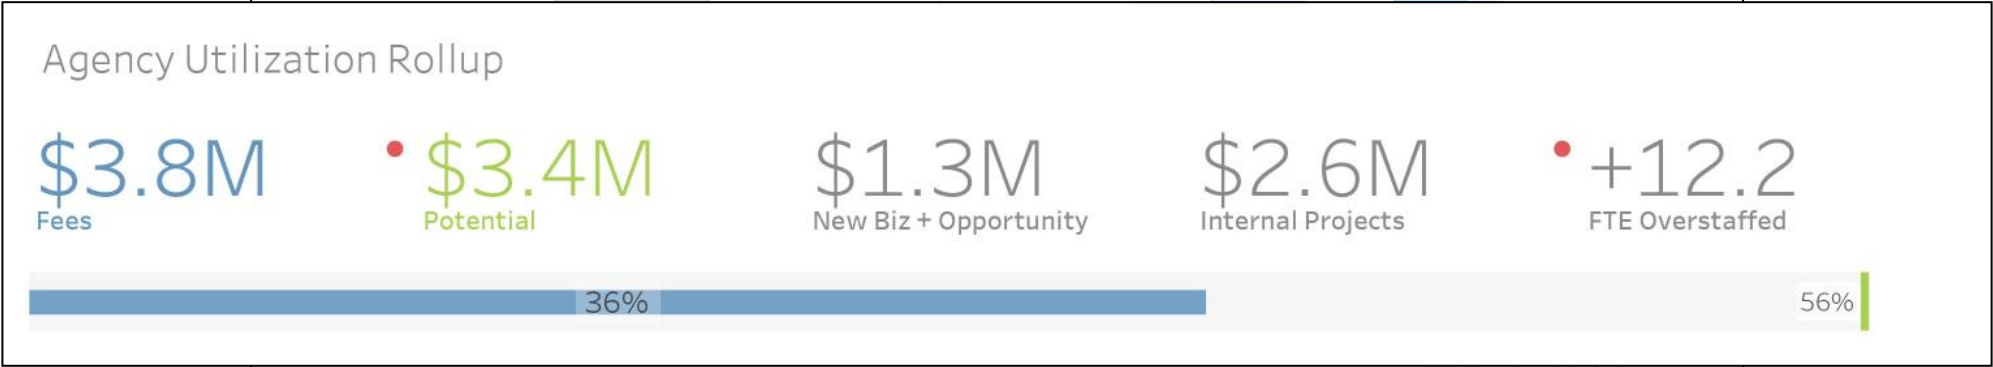 Agency Utilization Rollup
$3.8M $3.4M $1.3M $2.6M +12.2
Fees Potential New Biz + Opportunity Internal Projects FTE Overstaffed
36% 56%